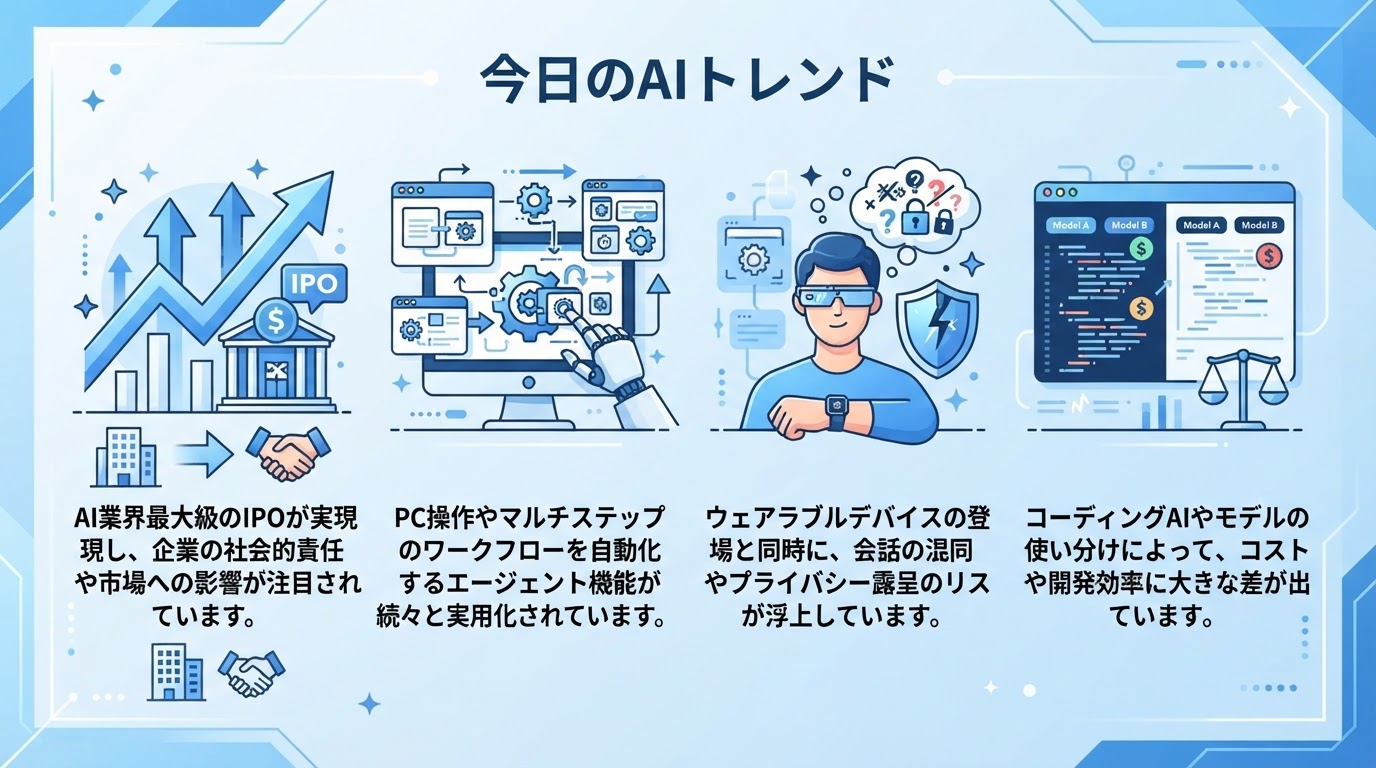 今日のAIトレンド
IPO
$
Model A
Model B
Model A
Model B
$
$
$
AI業界最大級のIPOが実現
現し、企業の社会的責任
や市場への影響が注目され
ています。
PC操作やマルチステップ
のワークフローを自動化
するエージェント機能が
続々と実用化されています。
ウェアラブルデバイスの登
場と同時に、会話の混同
やプライバシー露呈のリス
が浮上しています。
コーディングAIやモデルの
使い分けによって、コスト
や開発効率に大きな差が出
ています。